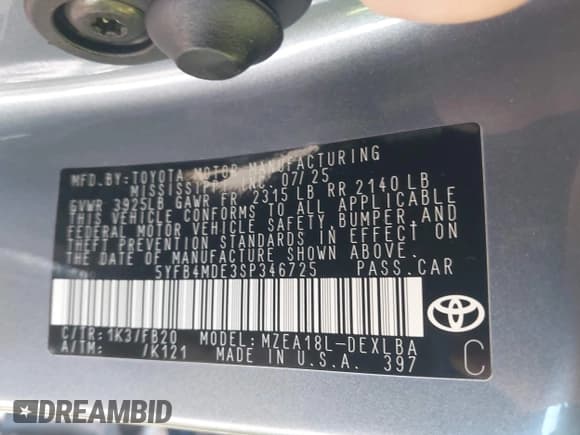 MFD.BY:TOYOTA MOTOR MANUFACTURING
MISSISSIPPI, INC. 07/25
GVWR 3925LB GAWR FR 2315 LB RR 2140 LB
THIS VEHICLE CONFORMS TO ALL APPLICABLE
FEDERAL MOTOR VEHICLE SAFETY, BUMPER, AND
THEFT PREVENTION STANDARDS IN EFFECT ON
THE DATE OF MANUFACTURE SHOWN ABOVE.
5YFB4MDE3SP346725 PASS.CAR
C/TR: 1K3/FB20 MODEL: MZEA18L-DEXLBA
A/TM: /K121 MADE IN U.S.A. 397
C
DREAMBID